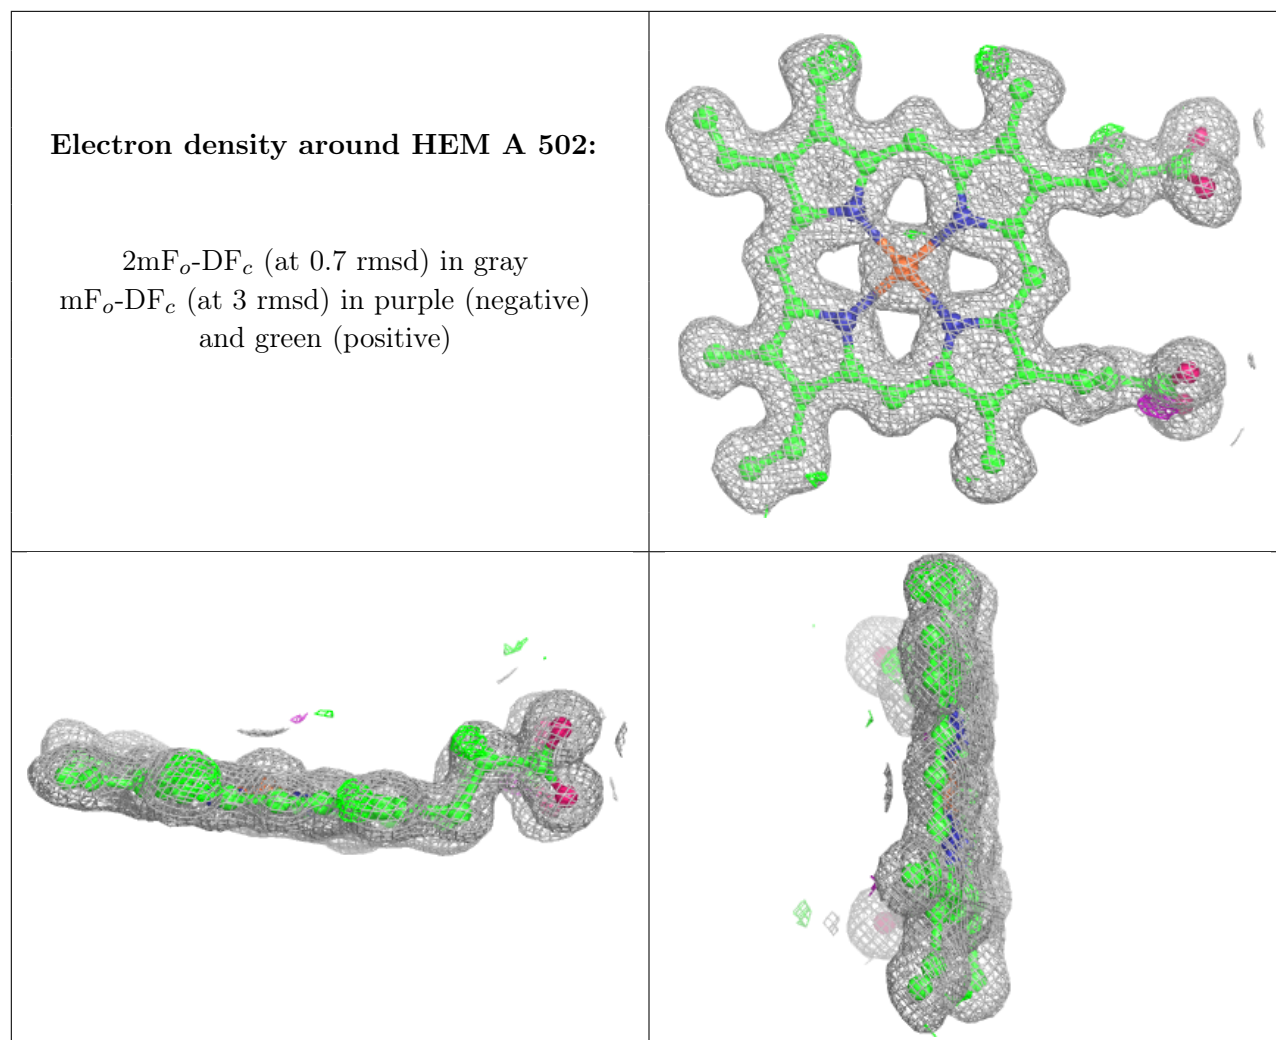 Electron density around HEM A 502:
2mFo-DFc (at 0.7 rmsd) in gray
mFo-DFc (at 3 rmsd) in purple (negative)
and green (positive)